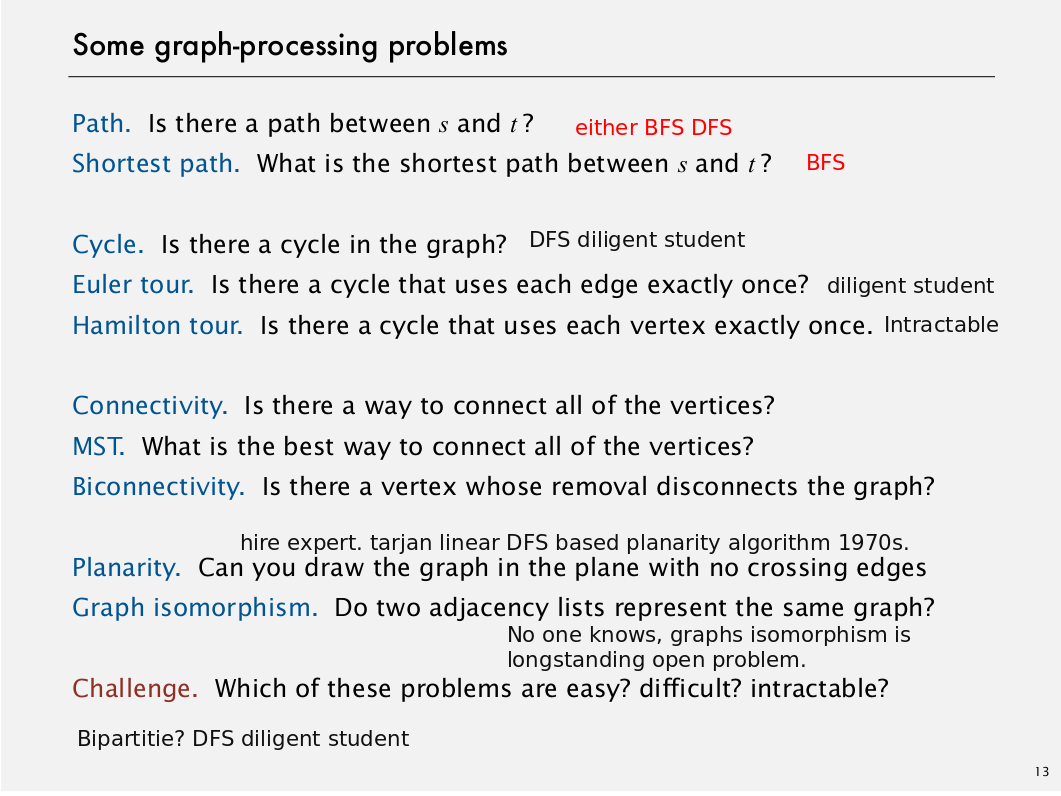 Some graph-processing problems
Path. Is there a path between s and t ? either BFS DFS
Shortest path. What is the shortest path between s and t ? BFS
Cycle. Is there a cycle in the graph? DFS diligent student
Euler tour. Is there a cycle that uses each edge exactly once? diligent student
Hamilton tour. Is there a cycle that uses each vertex exactly once. Intractable
Connectivity. Is there a way to connect all of the vertices?
MST. What is the best way to connect all of the vertices?
Biconnectivity. Is there a vertex whose removal disconnects the graph?
hire expert. tarjan linear DFS based planarity algorithm 1970s.
Planarity. Can you draw the graph in the plane with no crossing edges
Graph isomorphism. Do two adjacency lists represent the same graph?
No one knows, graphs isomorphism is
longstanding open problem.
Challenge. Which of these problems are easy? difficult? intractable?
Bipartitie? DFS diligent student
13